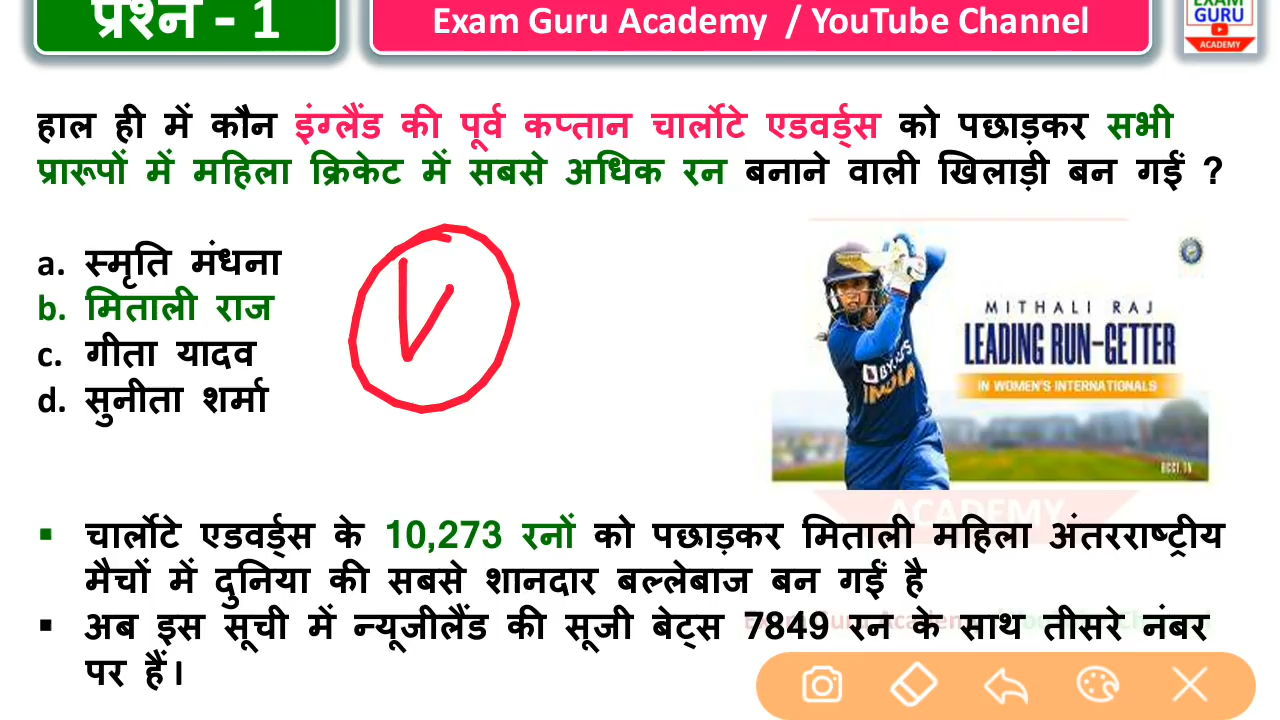 प्रश्न - 1
Exam Guru Academy / YouTube Channel
EXAM
GURU
ACADEMY
हाल ही में कौन इंग्लैंड की पूर्व कप्तान चार्लोटे एडवर्ड्स को पछाड़कर सभी
प्रारूपों में महिला क्रिकेट में सबसे अधिक रन बनाने वाली खिलाड़ी बन गईं ?
a. स्मृति मंधना
b. मिताली राज
c. गीता यादव
d. सुनीता शर्मा
MITHALI RAJ
LEADING RUN-GETTER
IN WOMEN'S INTERNATIONALS
BYJU'S
INDIA
BCCI.TV
ACADEMY
▪ चार्लोटे एडवर्ड्स के 10,273 रनों को पछाड़कर मिताली महिला अंतरराष्ट्रीय
मैचों में दुनिया की सबसे शानदार बल्लेबाज बन गईं है
▪ अब इस सूची में न्यूजीलैंड की सूजी बेट्स 7849 रन के साथ तीसरे नंबर
पर हैं।